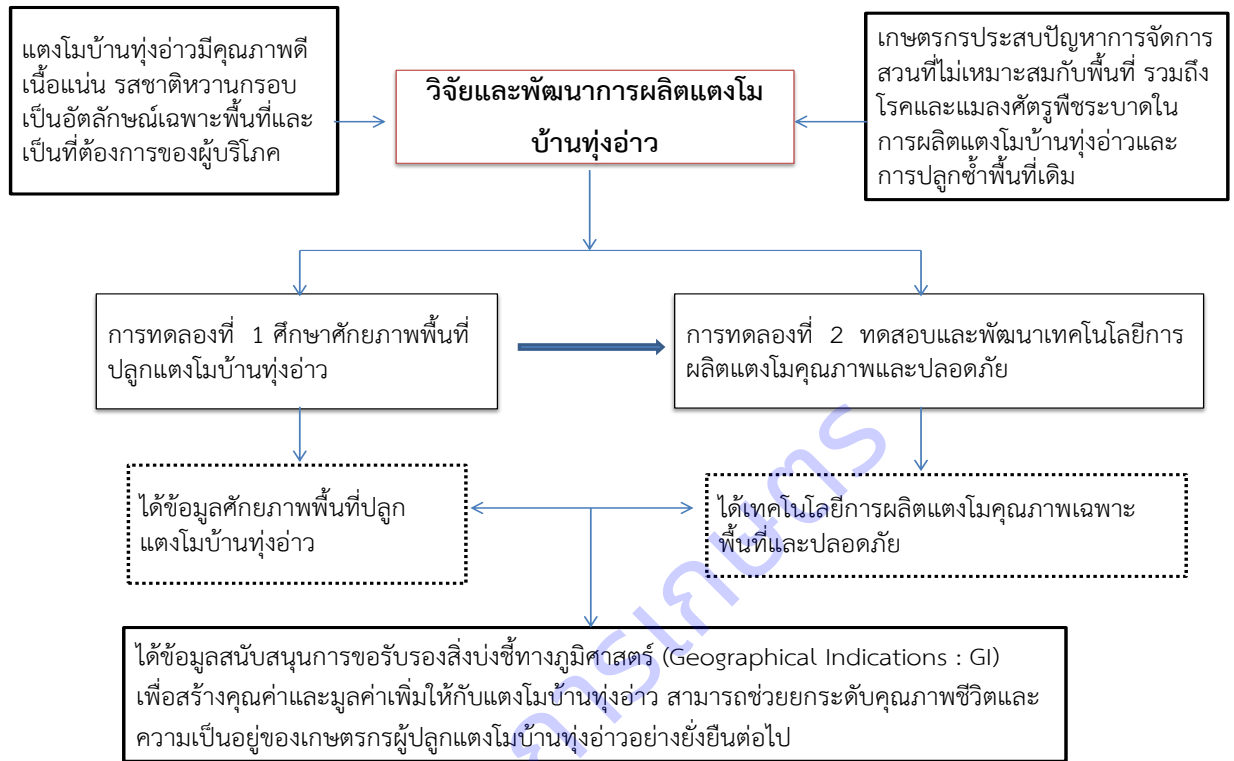 แตงโมบ้านทุ่งอ่าวมีคุณภาพดี
เนื้อแน่น รสชาติหวานกรอบ
เป็นอัตลักษณ์เฉพาะพื้นที่และ
เป็นที่ต้องการของผู้บริโภค
วิจัยและพัฒนาการผลิตแตงโม
บ้านทุ่งอ่าว
เกษตรกรประสบปัญหาการจัดการ
สวนที่ไม่เหมาะสมกับพื้นที่ รวมถึง
โรคและแมลงศัตรูพืชระบาดใน
การผลิตแตงโมบ้านทุ่งอ่าวและ
การปลูกซ้ำพื้นที่เดิม
การทดลองที่ 1 ศึกษาศักยภาพพื้นที่
ปลูกแตงโมบ้านทุ่งอ่าว
การทดลองที่ 2 ทดสอบและพัฒนาเทคโนโลยีการ
ผลิตแตงโมคุณภาพและปลอดภัย
ได้ข้อมูลศักยภาพพื้นที่ปลูก
แตงโมบ้านทุ่งอ่าว
ได้เทคโนโลยีการผลิตแตงโมคุณภาพเฉพาะ
พื้นที่และปลอดภัย
ได้ข้อมูลสนับสนุนการขอรับรองสิ่งบ่งชี้ทางภูมิศาสตร์ (Geographical Indications : GI)
เพื่อสร้างคุณค่าและมูลค่าเพิ่มให้กับแตงโมบ้านทุ่งอ่าว สามารถช่วยยกระดับคุณภาพชีวิตและ
ความเป็นอยู่ของเกษตรกรผู้ปลูกแตงโมบ้านทุ่งอ่าวอย่างยั่งยืนต่อไป
การเกษตร